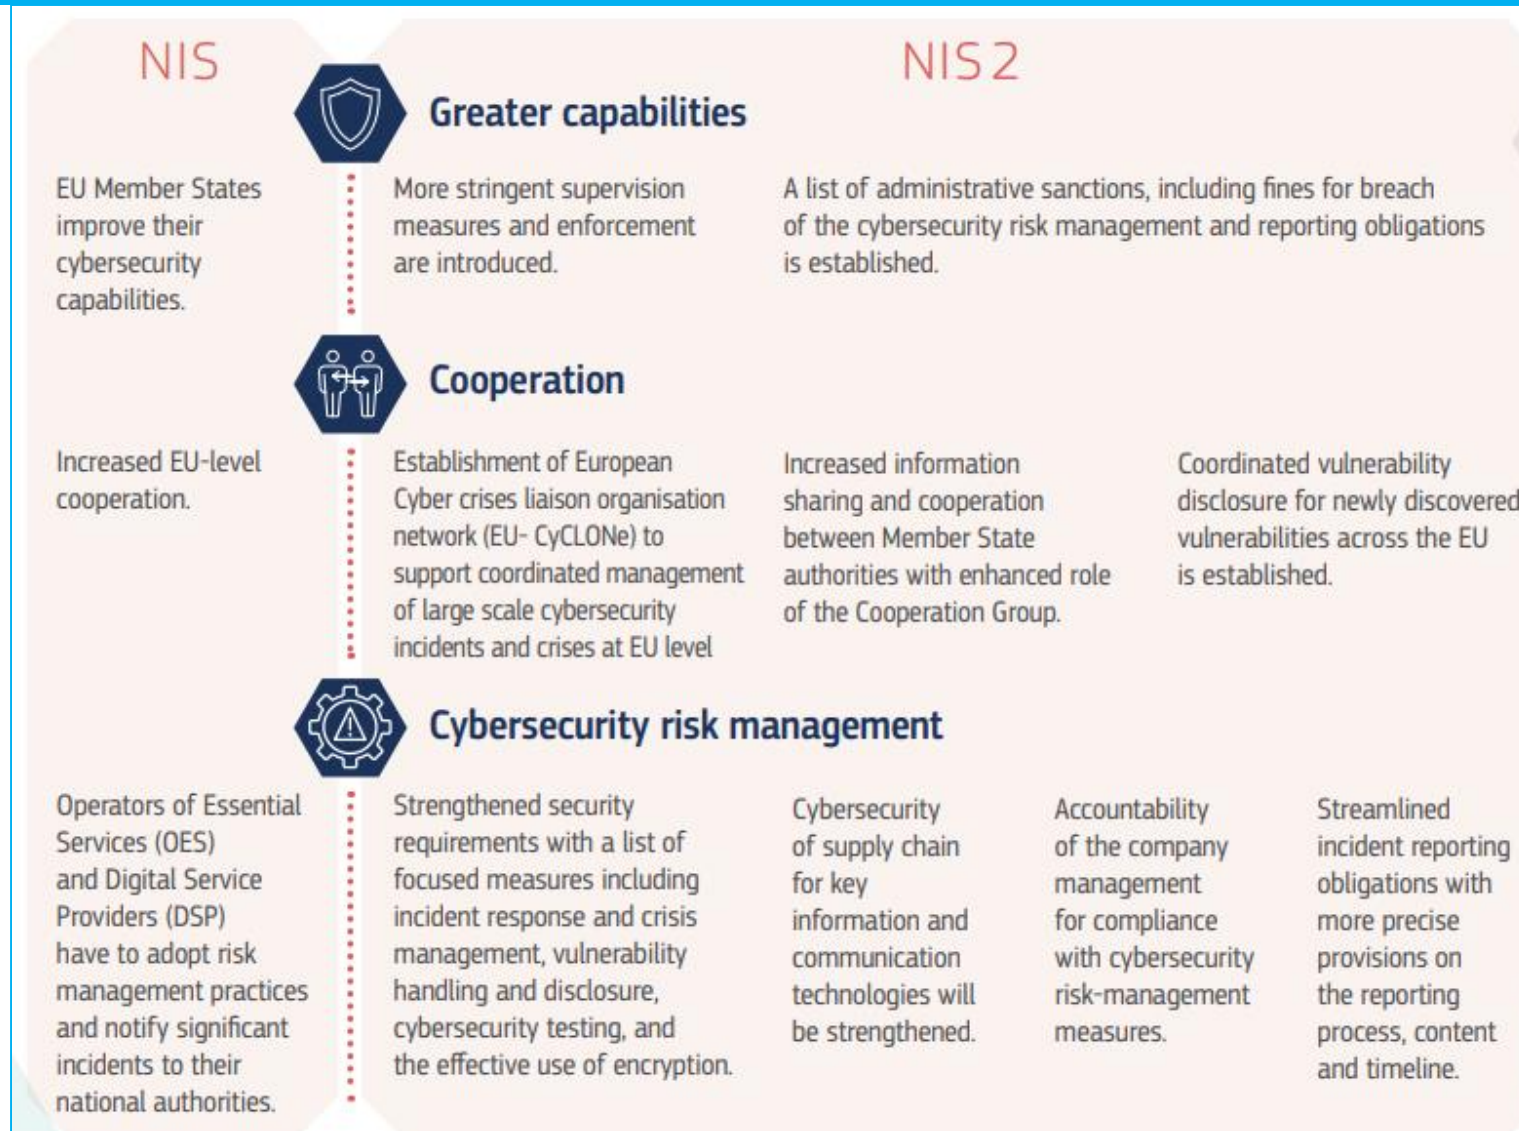 NIS
NIS 2
Greater capabilities
EU Member States
improve their
cybersecurity
capabilities.
More stringent supervision
measures and enforcement
are introduced.
A list of administrative sanctions, including fines for breach
of the cybersecurity risk management and reporting obligations
is established.
Cooperation
Increased EU-level
cooperation.
Establishment of European
Cyber crises liaison organisation
network (EU- CyCLONe) to
support coordinated management
of large scale cybersecurity
incidents and crises at EU level
Increased information
sharing and cooperation
between Member State
authorities with enhanced role
of the Cooperation Group.
Coordinated vulnerability
disclosure for newly discovered
vulnerabilities across the EU
is established.
Cybersecurity risk management
Operators of Essential
Services (OES)
and Digital Service
Providers (DSP)
have to adopt risk
management practices
and notify significant
incidents to their
national authorities.
Strengthened security
requirements with a list of
focused measures including
incident response and crisis
management, vulnerability
handling and disclosure,
cybersecurity testing, and
the effective use of encryption.
Cybersecurity
of supply chain
for key
information and
communication
technologies will
be strengthened.
Accountability
of the company
management
for compliance
with cybersecurity
risk-management
measures.
Streamlined
incident reporting
obligations with
more precise
provisions on
the reporting
process, content
and timeline.